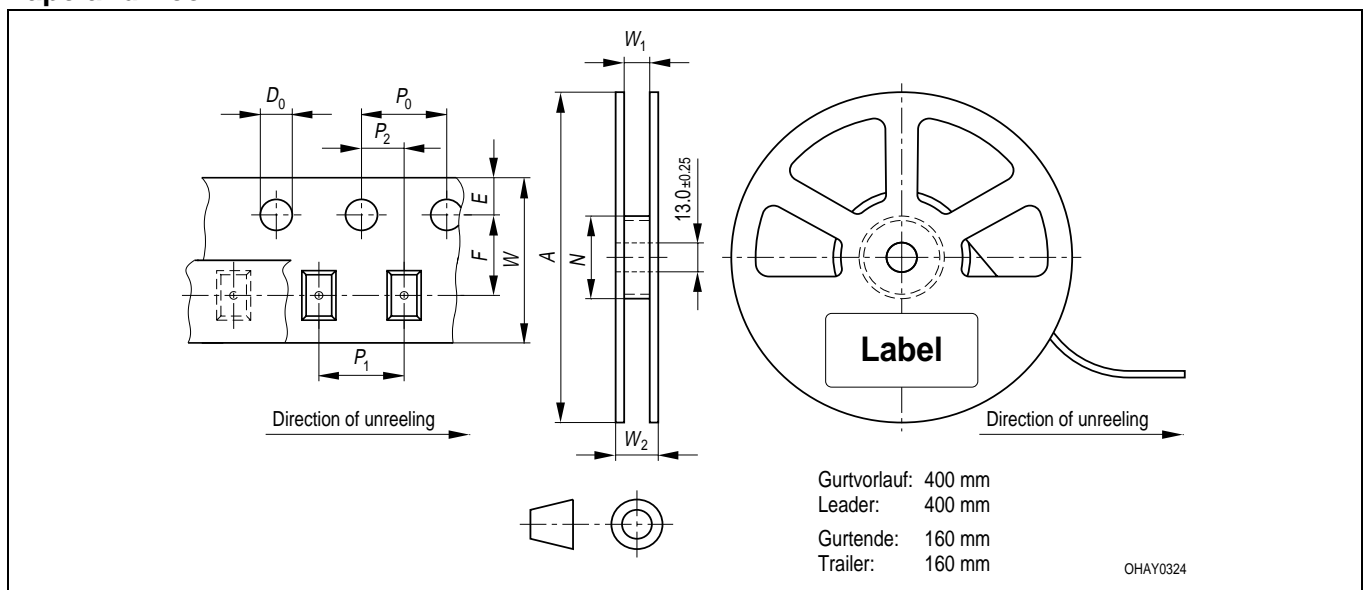 W1
D0
P0
P2
E
F
W
A
N
13.0±0.25
P1
W2
Label
Direction of unreeling
Direction of unreeling
Gurtvorlauf: 400 mm
Leader: 400 mm
Gurtende: 160 mm
Trailer: 160 mm
OHAY0324